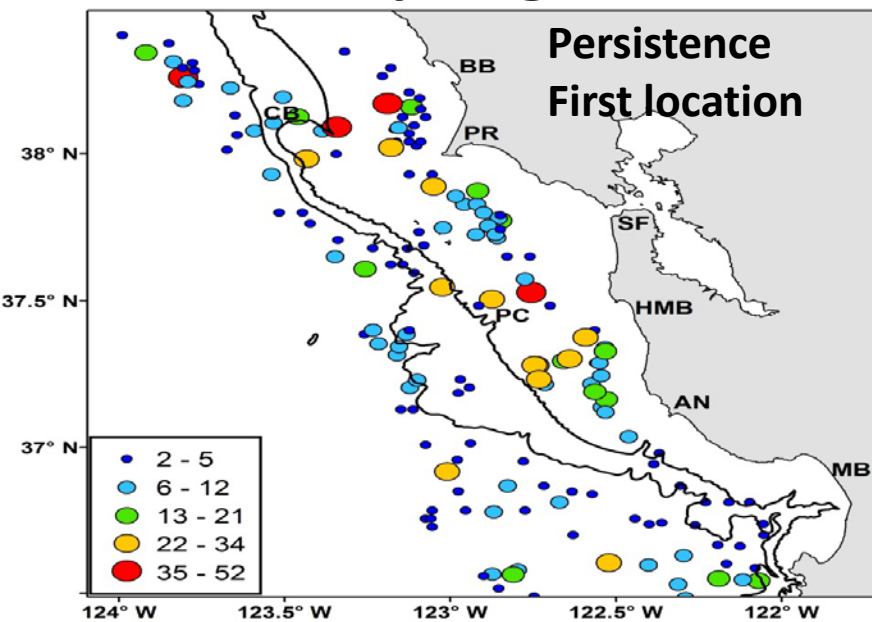 Persistence
First location
BB
CB
PR
38° N
SF
37.5° N
HMB
PC
AN
37° N
MB
2 - 5
6 - 12
13 - 21
22 - 34
35 - 52
124° W
123.5° W
123° W
122.5° W
122° W